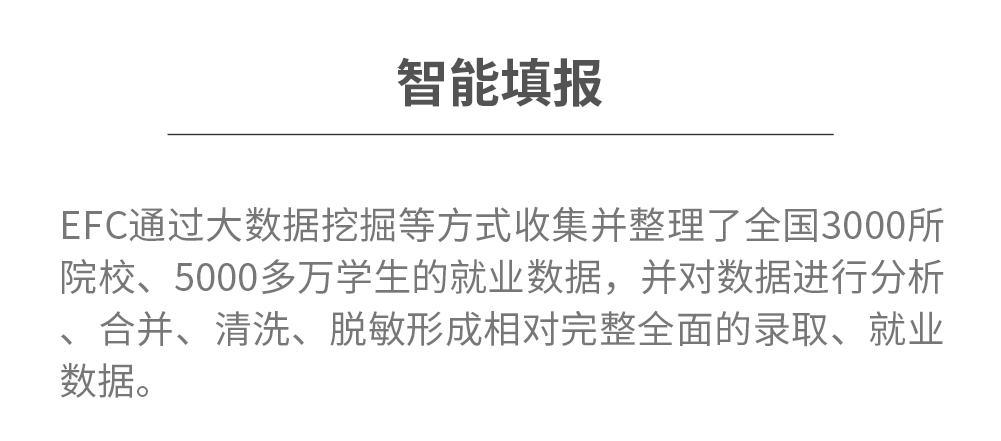 智能填报
EFC通过大数据挖掘等方式收集并整理了全国3000所
院校、5000多万学生的就业数据，并对数据进行分析
、合并、清洗、脱敏形成相对完整全面的录取、就业
数据。